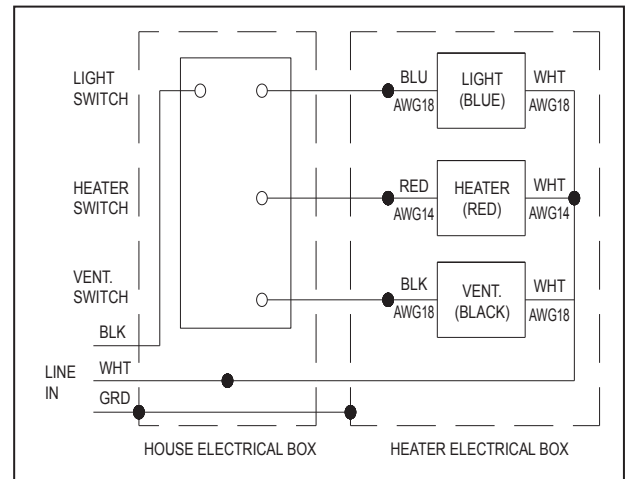 LIGHT
SWITCH
BLU
AWG18
LIGHT
(BLUE)
WHT
AWG18
HEATER
SWITCH
RED
AWG14
HEATER
(RED)
WHT
AWG14
VENT.
SWITCH
BLK
AWG18
VENT.
(BLACK)
WHT
AWG18
BLK
LINE
IN
WHT
GRD
HOUSE ELECTRICAL BOX
HEATER ELECTRICAL BOX